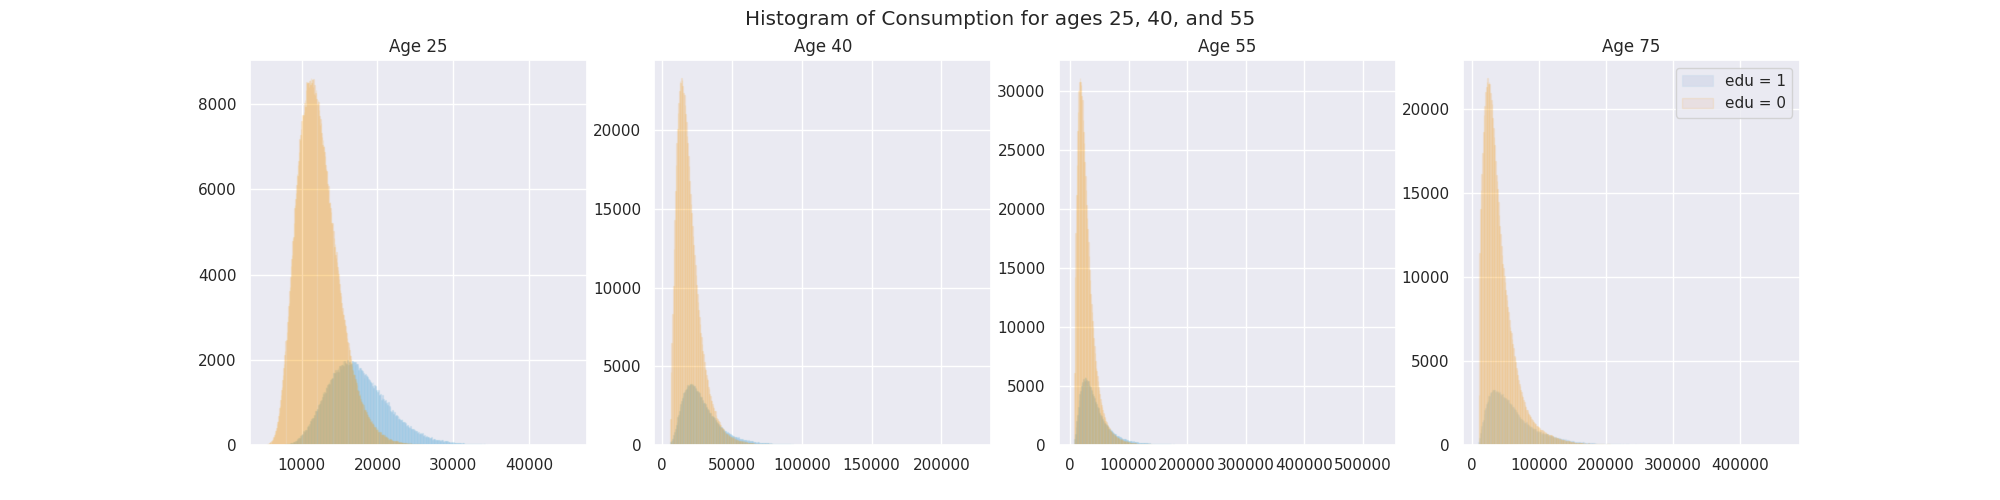 Histogram of Consumption for ages 25, 40, and 55
Age 25
8000
6000
4000
2000
0
10000 20000 30000 40000
Age 40
20000
15000
10000
5000
0
0 50000 100000 150000 200000
Age 55
30000
25000
20000
15000
10000
5000
0
0 100000 200000 300000 400000 500000
Age 75
edu = 1
edu = 0
20000
15000
10000
5000
0
0 100000 200000 300000 400000